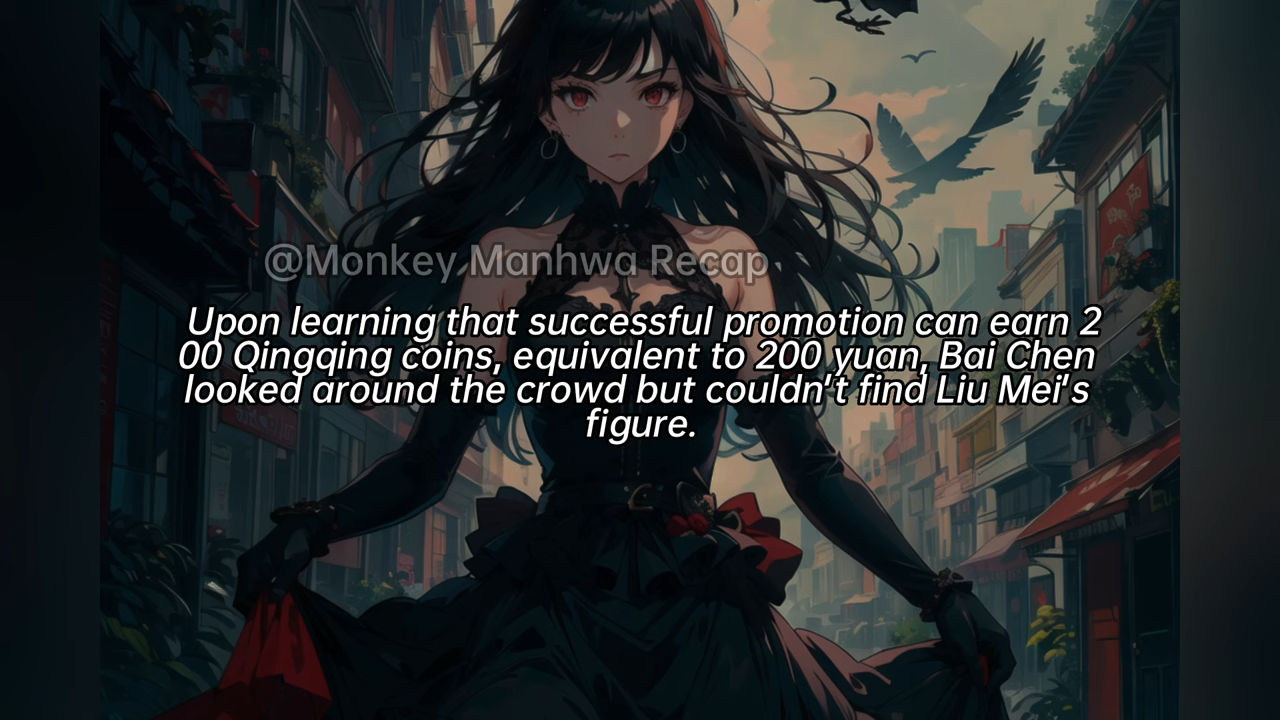 @Monkey Manhwa Recap
Upon learning that successful promotion can earn 2
00 Qingqing coins, equivalent to 200 yuan, Bai Chen
looked around the crowd but couldn't find Liu Mei's
figure.